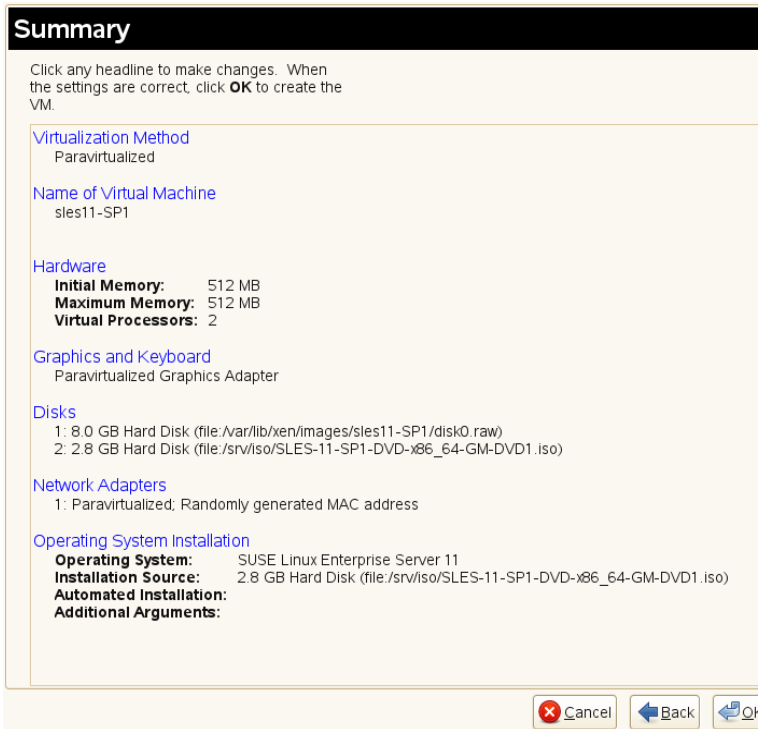 Summary
Click any headline to make changes. When
the settings are correct, click OK to create the
VM.
Virtualization Method
Paravirtualized
Name of Virtual Machine
sles11-SP1
Hardware
Initial Memory: 512 MB
Maximum Memory: 512 MB
Virtual Processors: 2
Graphics and Keyboard
Paravirtualized Graphics Adapter
Disks
1: 8.0 GB Hard Disk (file:/var/lib/xen/images/sles11-SP1/disk0.raw)
2: 2.8 GB Hard Disk (file:/srv/iso/SLES-11-SP1-DVD-x86_64-GM-DVD1.iso)
Network Adapters
1: Paravirtualized; Randomly generated MAC address
Operating System Installation
Operating System: SUSE Linux Enterprise Server 11
Installation Source: 2.8 GB Hard Disk (file:/srv/iso/SLES-11-SP1-DVD-x86_64-GM-DVD1.iso)
Automated Installation:
Additional Arguments:
Cancel Back OK